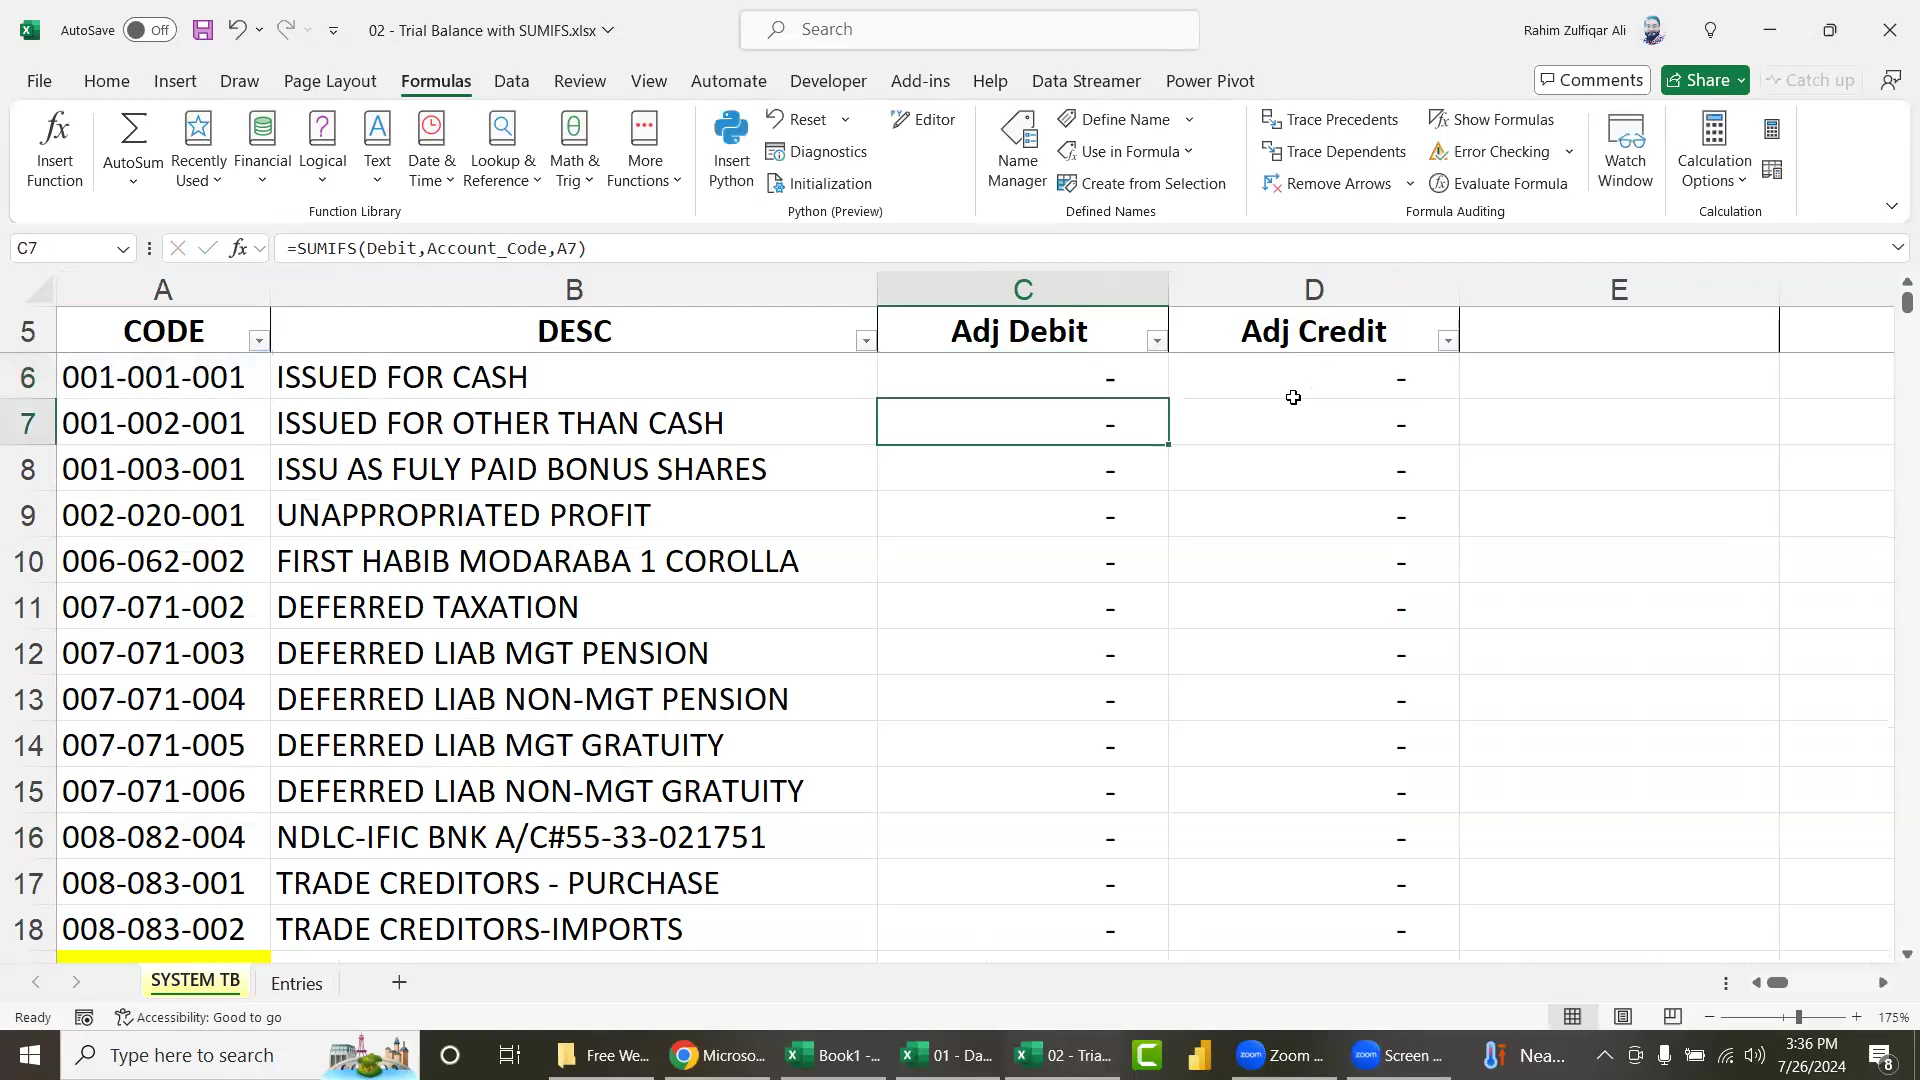 AutoSave Off 02 - Trial Balance with SUMIFS.xlsx Search Rahim Zulfiqar Ali
File Home Insert Draw Page Layout Formulas Data Review View Automate Developer Add-ins Help Data Streamer Power Pivot Comments Share Catch up
Insert Function
AutoSum
Recently Used
Financial
Logical
Text
Date & Time
Lookup & Reference
Math & Trig
More Functions
Function Library
Insert Python
Reset
Diagnostics
Initialization
Editor
Python (Preview)
Name Manager
Define Name
Use in Formula
Create from Selection
Defined Names
Trace Precedents
Trace Dependents
Remove Arrows
Show Formulas
Error Checking
Evaluate Formula
Formula Auditing
Watch Window
Calculation Options
Calculation
C7 fx =SUMIFS(Debit,Account_Code,A7)
A B C D E
5 CODE DESC Adj Debit Adj Credit
6 001-001-001 ISSUED FOR CASH - -
7 001-002-001 ISSUED FOR OTHER THAN CASH - -
8 001-003-001 ISSU AS FULY PAID BONUS SHARES - -
9 002-020-001 UNAPPROPRIATED PROFIT - -
10 006-062-002 FIRST HABIB MODARABA 1 COROLLA - -
11 007-071-002 DEFERRED TAXATION - -
12 007-071-003 DEFERRED LIAB MGT PENSION - -
13 007-071-004 DEFERRED LIAB NON-MGT PENSION - -
14 007-071-005 DEFERRED LIAB MGT GRATUITY - -
15 007-071-006 DEFERRED LIAB NON-MGT GRATUITY - -
16 008-082-004 NDLC-IFIC BNK A/C#55-33-021751 - -
17 008-083-001 TRADE CREDITORS - PURCHASE - -
18 008-083-002 TRADE CREDITORS-IMPORTS - -
SYSTEM TB Entries
Ready Accessibility: Good to go 175%
Type here to search Free We... Microso... Book1 -... 01 - Da... 02 - Tria... Zoom ... Screen ... Nea... 3:36 PM
7/26/2024 8